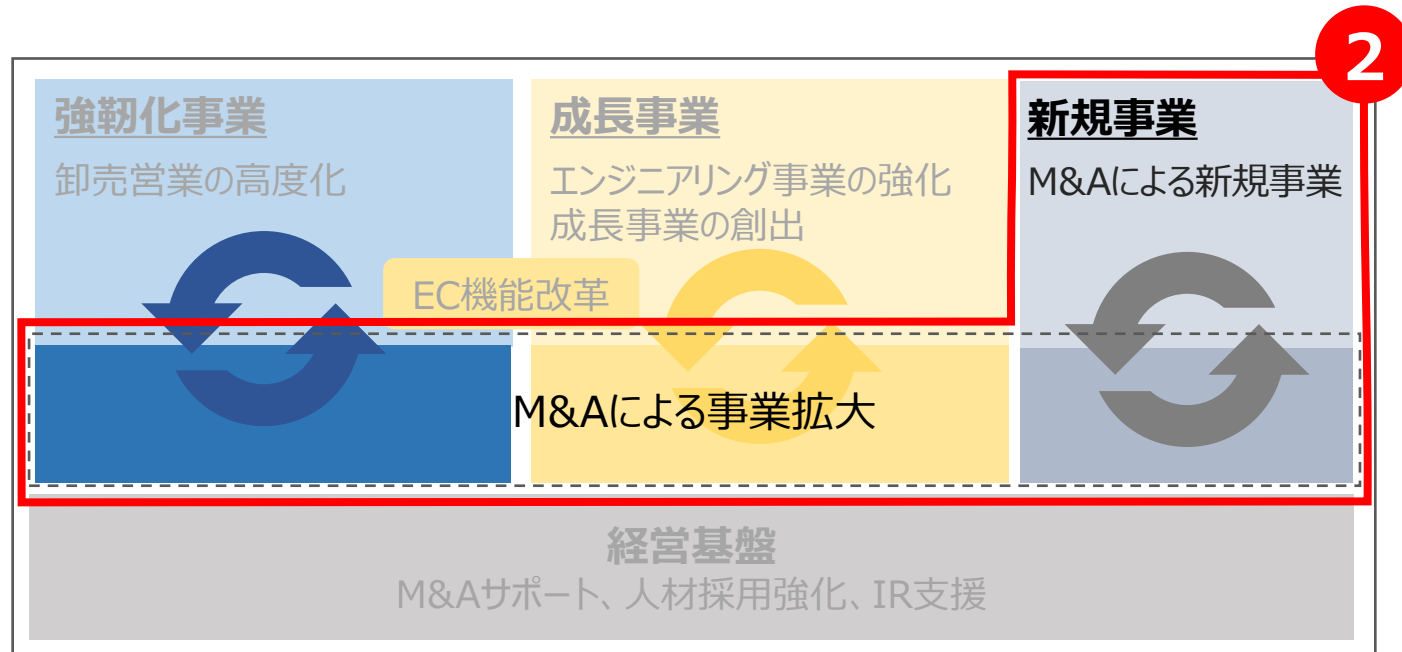 2
強靭化事業
卸売営業の高度化
成長事業
エンジニアリング事業の強化
成長事業の創出
新規事業
M&Aによる新規事業
EC機能改革
M&Aによる事業拡大
経営基盤
M&Aサポート、人材採用強化、IR支援